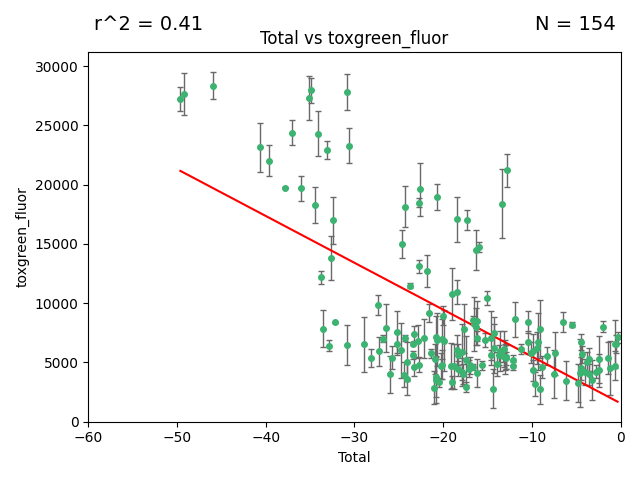 r^2 = 0.41
N = 154
Total vs toxgreen_fluor
30000
25000
20000
15000
10000
5000
0
toxgreen_fluor
−60
−50
−40
−30
−20
−10
0
Total